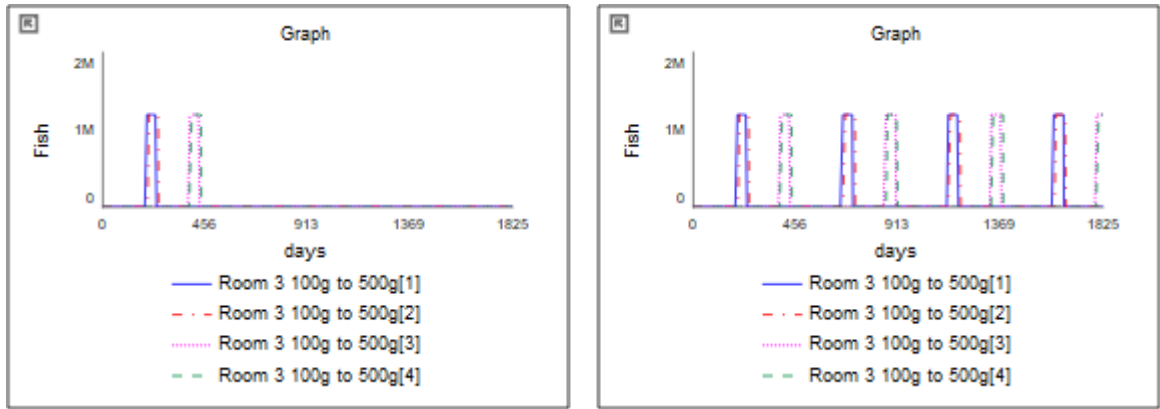 Graph
2M
1M
0
Fish
0 456 913 1369 1825
days
Room 3 100g to 500g[1]
Room 3 100g to 500g[2]
Room 3 100g to 500g[3]
Room 3 100g to 500g[4]
Graph
2M
1M
0
Fish
0 456 913 1369 1825
days
Room 3 100g to 500g[1]
Room 3 100g to 500g[2]
Room 3 100g to 500g[3]
Room 3 100g to 500g[4]